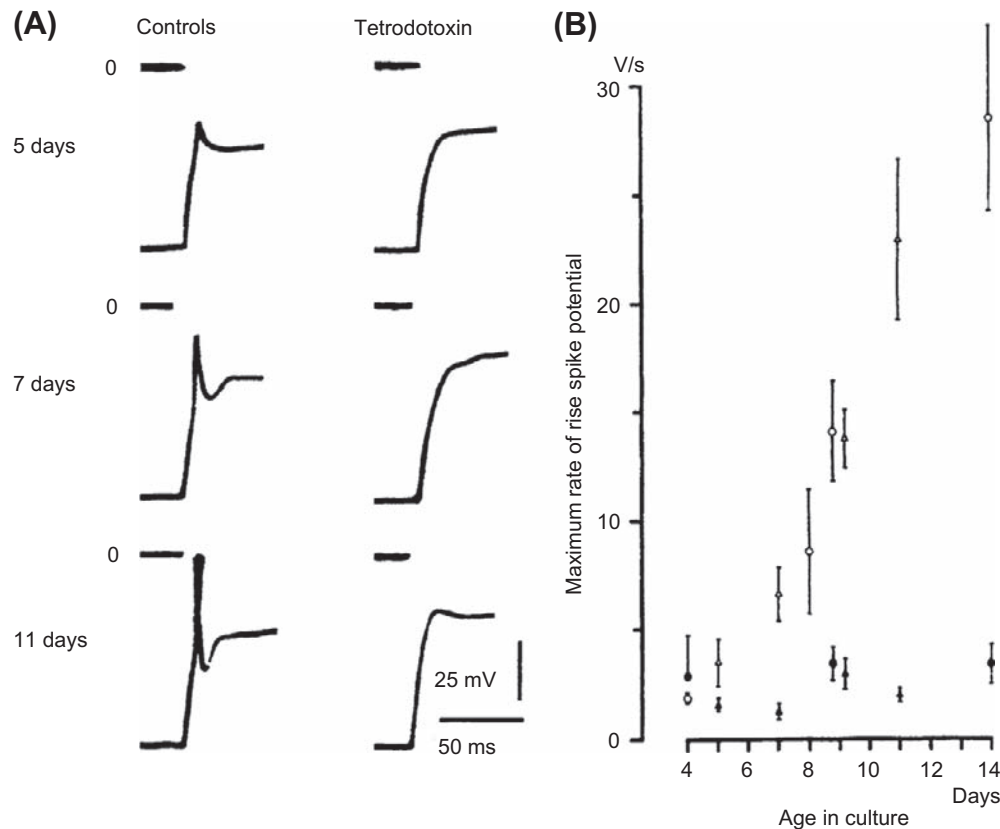 (A)
Controls
Tetrodotoxin
0
5 days
0
7 days
0
11 days
25 mV
50 ms
(B)
V/s
30
20
10
0
Maximum rate of rise spike potential
4 6 8 10 12 14
Days
Age in culture